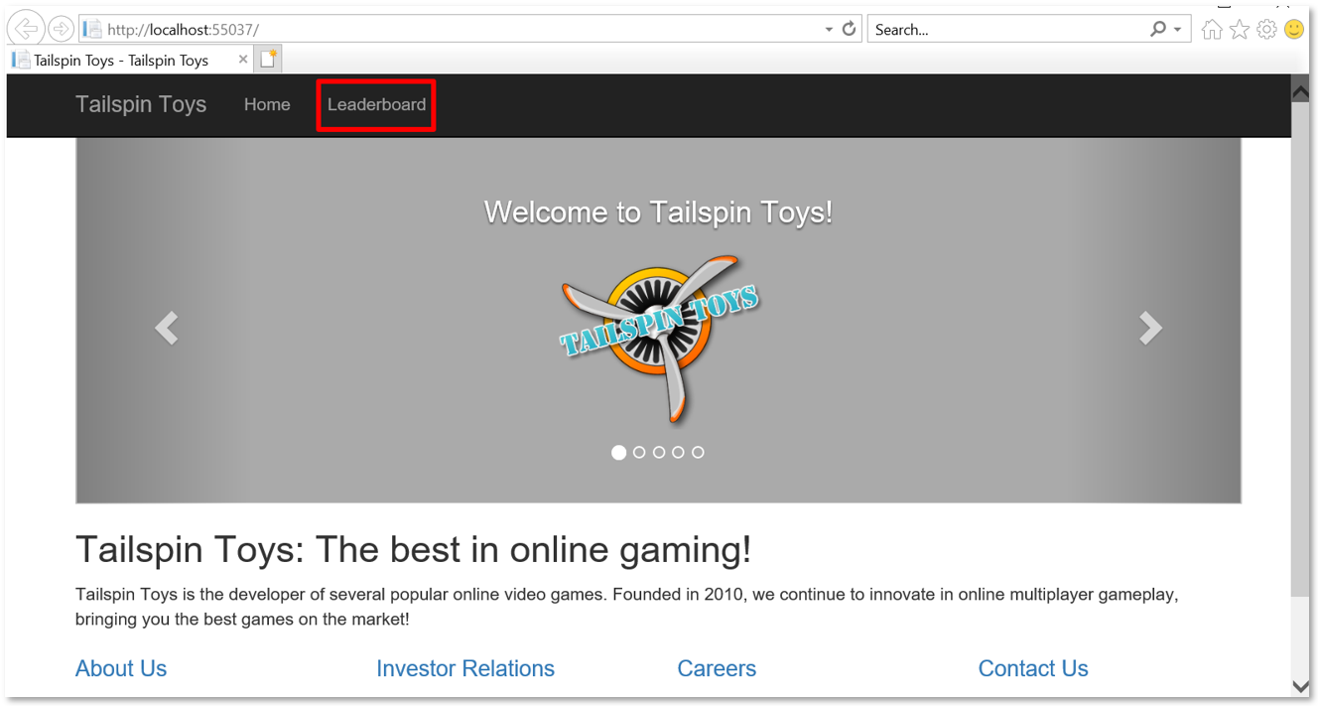 http://localhost:55037/
Search...
Tailspin Toys - Tailspin Toys
Tailspin Toys Home Leaderboard
Welcome to Tailspin Toys!
TAILSPIN TOYS
Tailspin Toys: The best in online gaming!
Tailspin Toys is the developer of several popular online video games. Founded in 2010, we continue to innovate in online multiplayer gameplay,
bringing you the best games on the market!
About Us Investor Relations Careers Contact Us